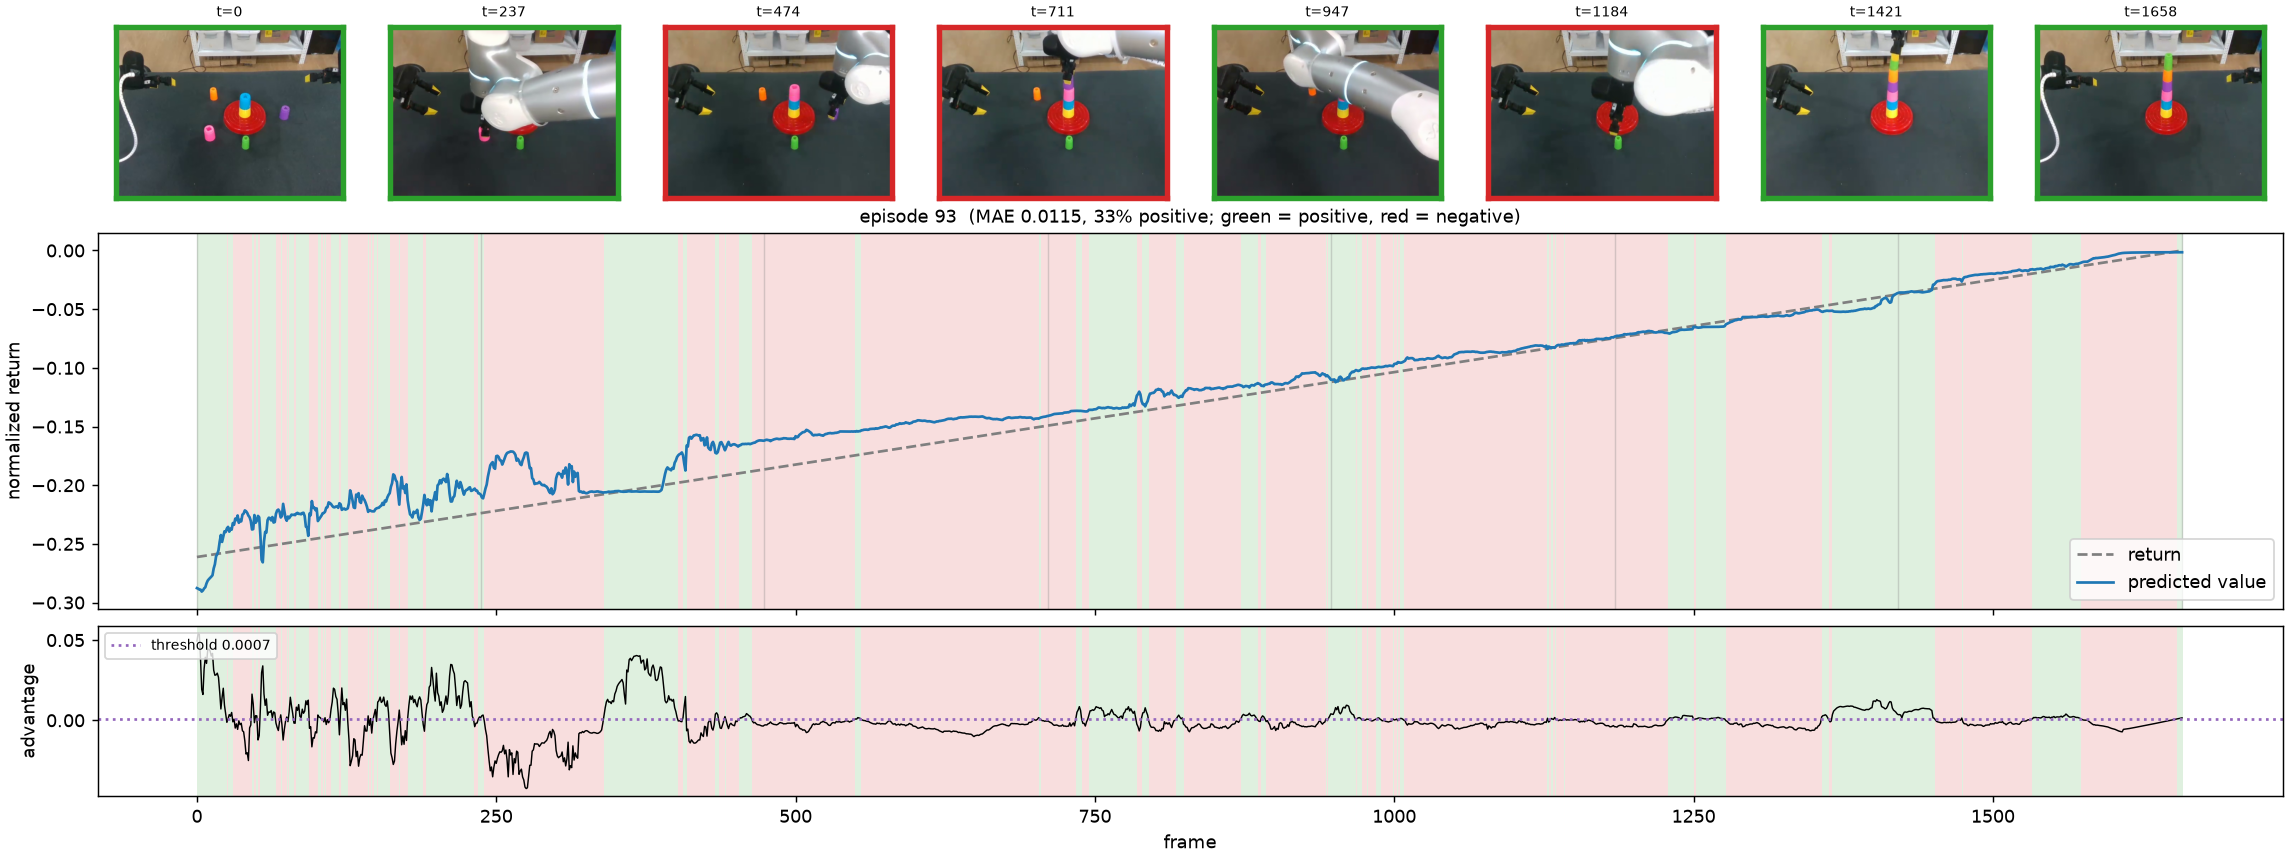 t=0 t=237 t=474 t=711 t=947 t=1184 t=1421 t=1658
episode 93 (MAE 0.0115, 33% positive; green = positive, red = negative)
normalized return
0.00
−0.05
−0.10
−0.15
−0.20
−0.25
−0.30
return
predicted value
advantage
0.05
0.00
threshold 0.0007
0 250 500 750 1000 1250 1500
frame